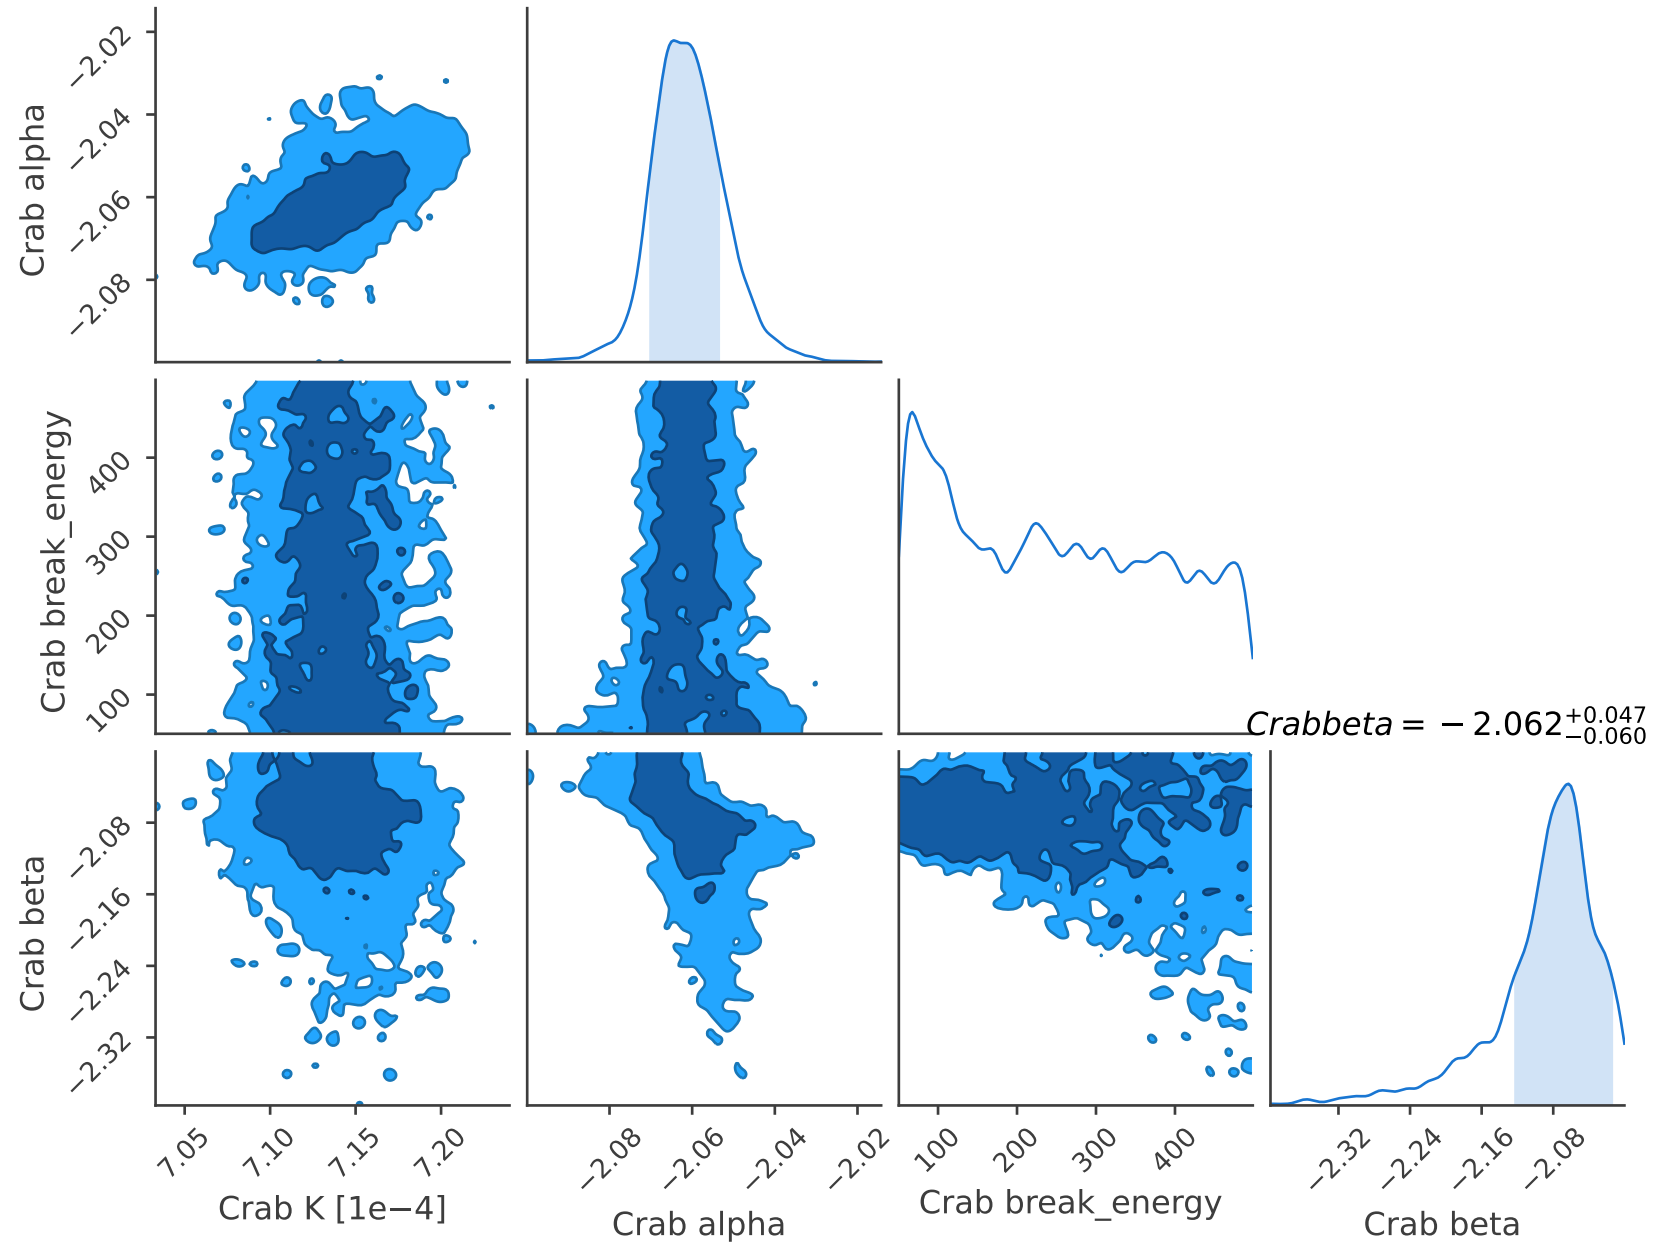 −2.02
−2.04
−2.06
−2.08
Crab alpha
400
300
200
100
Crab break_energy
Crabbeta = −2.062 +0.047 −0.060
−2.08
−2.16
−2.24
−2.32
Crab beta
7.05 7.10 7.15 7.20
−2.08 −2.06 −2.04 −2.02
100 200 300 400
−2.32 −2.24 −2.16 −2.08
Crab K [1e−4]
Crab alpha
Crab break_energy
Crab beta